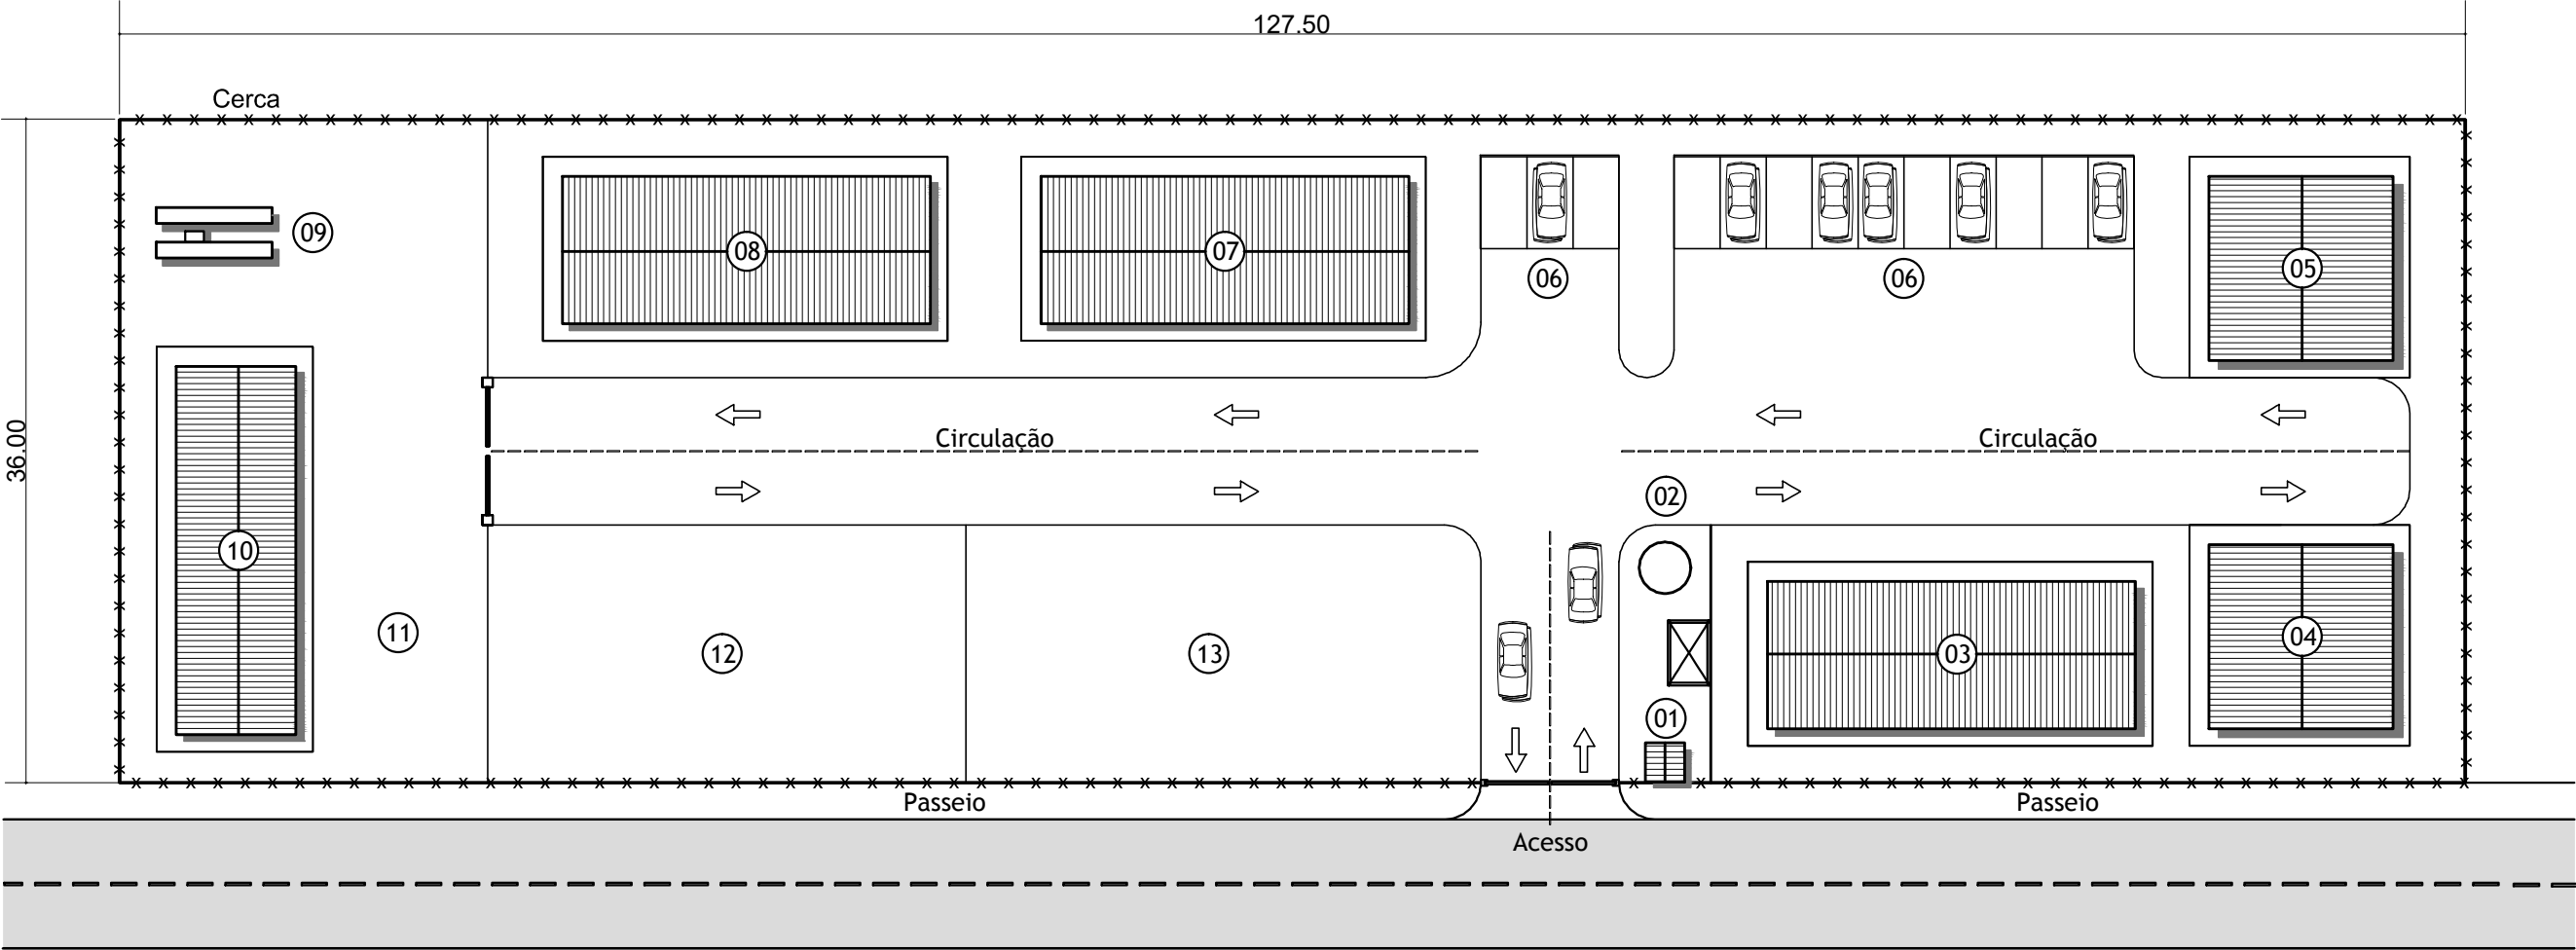 127.50
Cerca
36.00
09
08
07
06
06
05
Circulação
Circulação
02
10
11
12
13
03
04
01
Passeio
Passeio
Acesso